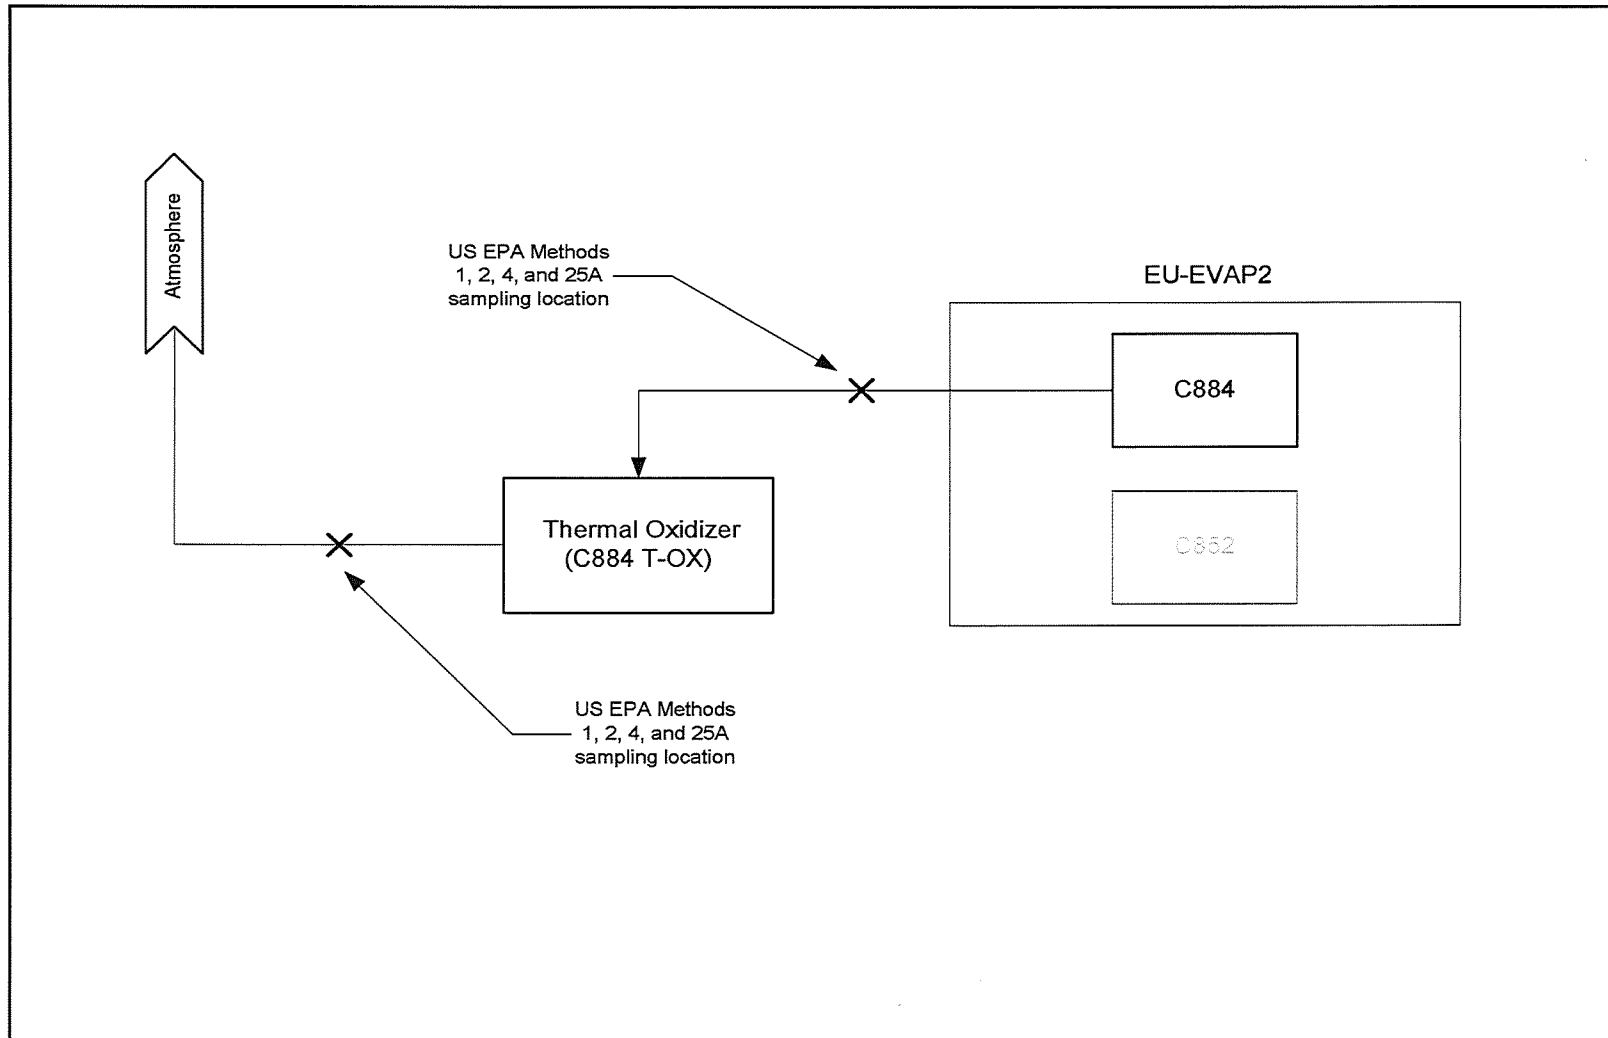 Atmosphere
US EPA Methods
1, 2, 4, and 25A
sampling location
EU-EVAP2
C884
Thermal Oxidizer
(C884 T-OX)
C852
US EPA Methods
1, 2, 4, and 25A
sampling location